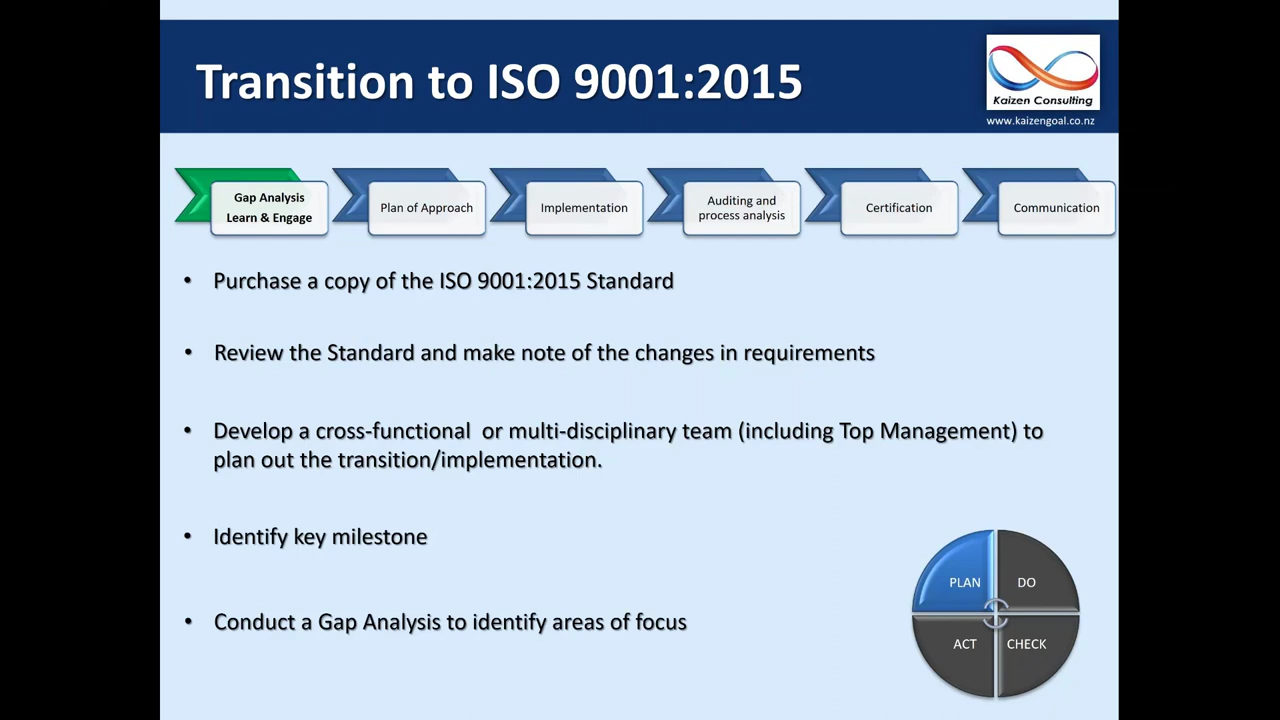 Transition to ISO 9001:2015
Kaizen Consulting
www.kaizengoal.co.nz
Gap Analysis
Learn & Engage
Plan of Approach
Implementation
Auditing and
process analysis
Certification
Communication
• Purchase a copy of the ISO 9001:2015 Standard
• Review the Standard and make note of the changes in requirements
• Develop a cross-functional  or multi-disciplinary team (including Top Management) to
plan out the transition/implementation.
• Identify key milestone
• Conduct a Gap Analysis to identify areas of focus
PLAN
DO
ACT
CHECK